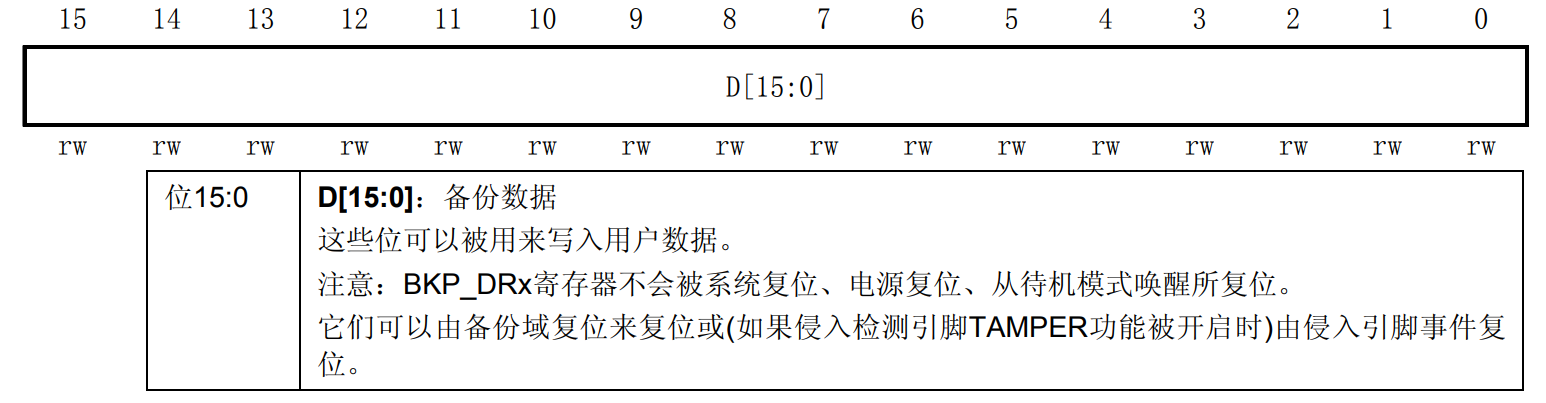 15 14 13 12 11 10 9 8 7 6 5 4 3 2 1 0
D[15:0]
rw rw rw rw rw rw rw rw rw rw rw rw rw rw rw rw
位15:0 D[15:0]：备份数据
这些位可以被用来写入用户数据。
注意：BKP_DRx寄存器不会被系统复位、电源复位、从待机模式唤醒所复位。
它们可以由备份域复位来复位或(如果侵入检测引脚TAMPER功能被开启时)由侵入引脚事件复
位。